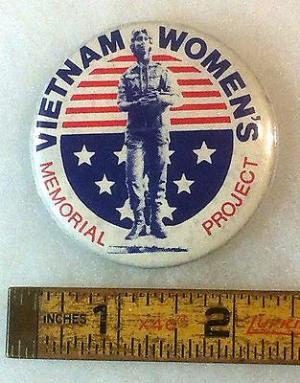 VIETNAM WOMEN'S
MEMORIAL PROJECT
INCHES 1 2